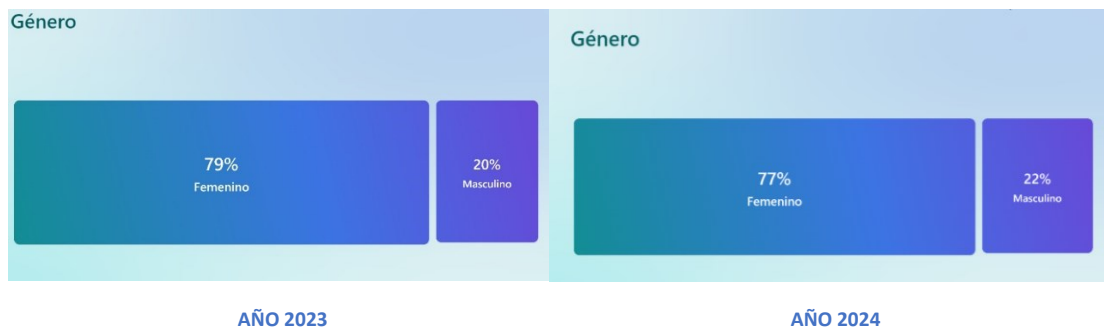 Género
79%
Femenino
20%
Masculino
AÑO 2023
Género
77%
Femenino
22%
Masculino
AÑO 2024